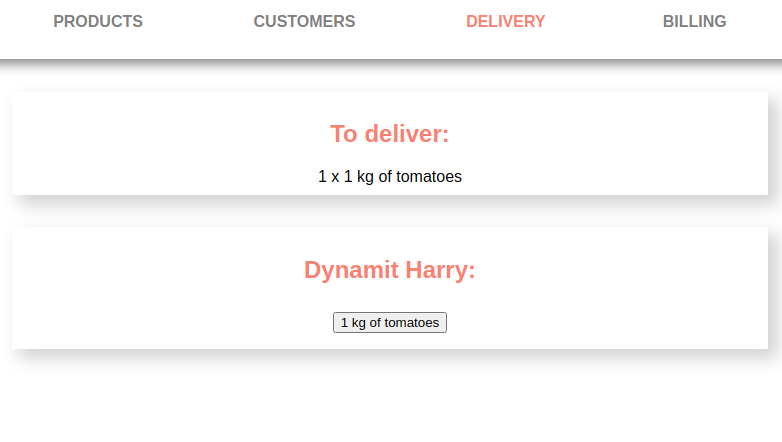 PRODUCTS CUSTOMERS DELIVERY BILLING
To deliver:
1 x 1 kg of tomatoes
Dynamit Harry:
1 kg of tomatoes